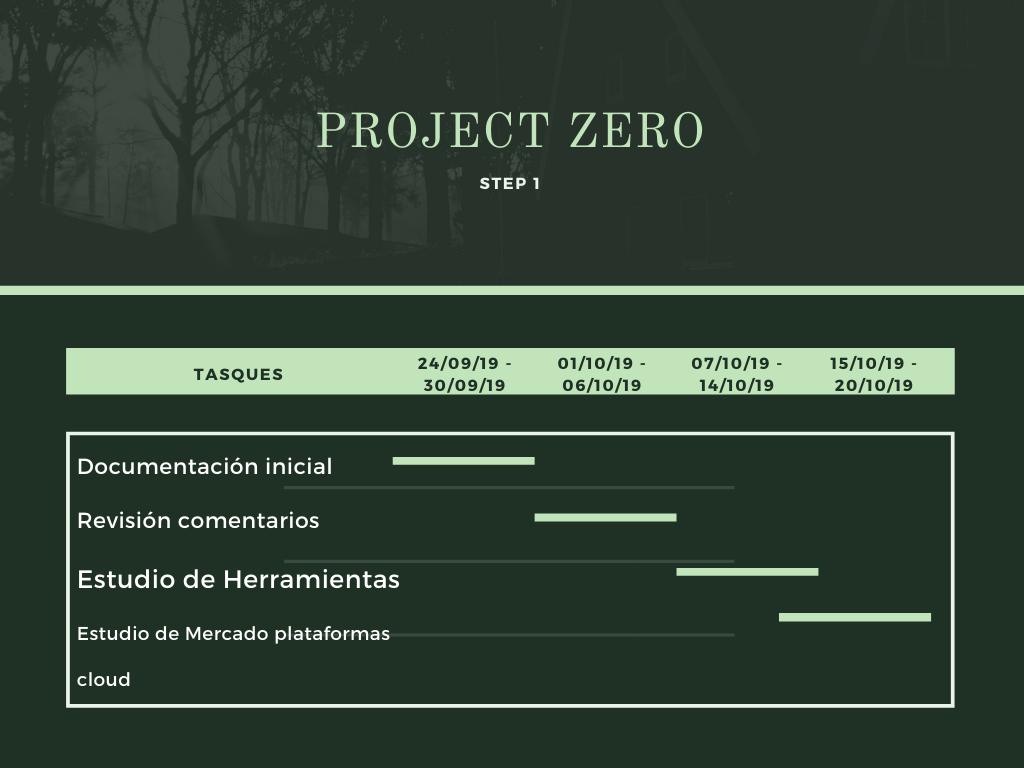 PROJECT ZERO
STEP 1
TASQUES
24/09/19 -
30/09/19
01/10/19 -
06/10/19
07/10/19 -
14/10/19
15/10/19 -
20/10/19
Documentación inicial
Revisión comentarios
Estudio de Herramientas
Estudio de Mercado plataformas
cloud